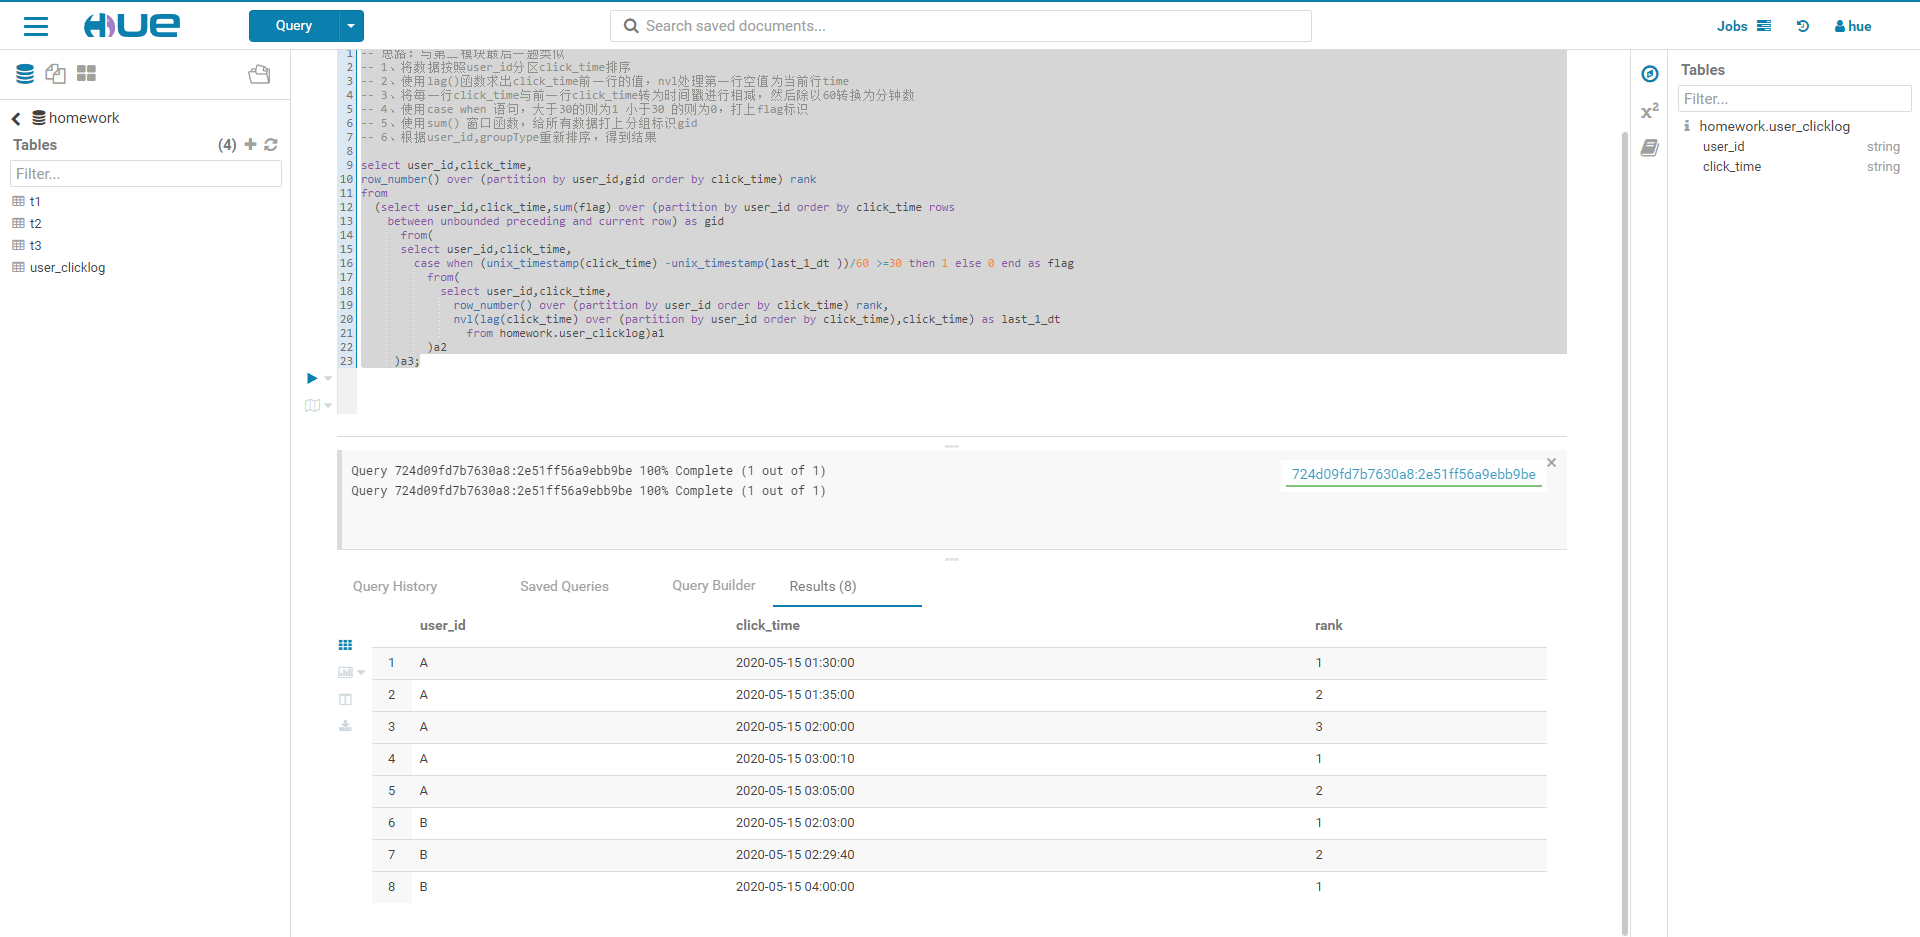 HUE
Query
Search saved documents...
Jobs
hue
homework
Tables (4)
Filter...
t1
t2
t3
user_clicklog
1 -- 思路：与第二模块最后一题类似
2 -- 1、将数据按照user_id分区click_time排序
3 -- 2、使用lag()函数求出click_time前一行的值，nvl处理第一行空值为当前行time
4 -- 3、将每一行click_time与前一行click_time转为时间戳进行相减，然后除以60转换为分钟数
5 -- 4、使用case when 语句，大于30的则为1 小于30 的则为0，打上flag标识
6 -- 5、使用sum() 窗口函数，给所有数据打上分组标识gid
7 -- 6、根据user_id,groupType重新排序，得到结果
8
9 select user_id,click_time,
10 row_number() over (partition by user_id,gid order by click_time) rank
11 from
12 (select user_id,click_time,sum(flag) over (partition by user_id order by click_time rows
13 between unbounded preceding and current row) as gid
14 from(
15 select user_id,click_time,
16 case when (unix_timestamp(click_time) -unix_timestamp(last_1_dt ))/60 >=30 then 1 else 0 end as flag
17 from(
18 select user_id,click_time,
19 row_number() over (partition by user_id order by click_time) rank,
20 nvl(lag(click_time) over (partition by user_id order by click_time),click_time) as last_1_dt
21 from homework.user_clicklog)a1
22 )a2
23 )a3;
Query 724d09fd7b7630a8:2e51ff56a9ebb9be 100% Complete (1 out of 1)
Query 724d09fd7b7630a8:2e51ff56a9ebb9be 100% Complete (1 out of 1)
724d09fd7b7630a8:2e51ff56a9ebb9be
Query History Saved Queries Query Builder Results (8)
user_id click_time rank
1 A 2020-05-15 01:30:00 1
2 A 2020-05-15 01:35:00 2
3 A 2020-05-15 02:00:00 3
4 A 2020-05-15 03:00:10 1
5 A 2020-05-15 03:05:00 2
6 B 2020-05-15 02:03:00 1
7 B 2020-05-15 02:29:40 2
8 B 2020-05-15 04:00:00 1
x²
Tables
Filter...
homework.user_clicklog
user_id string
click_time string